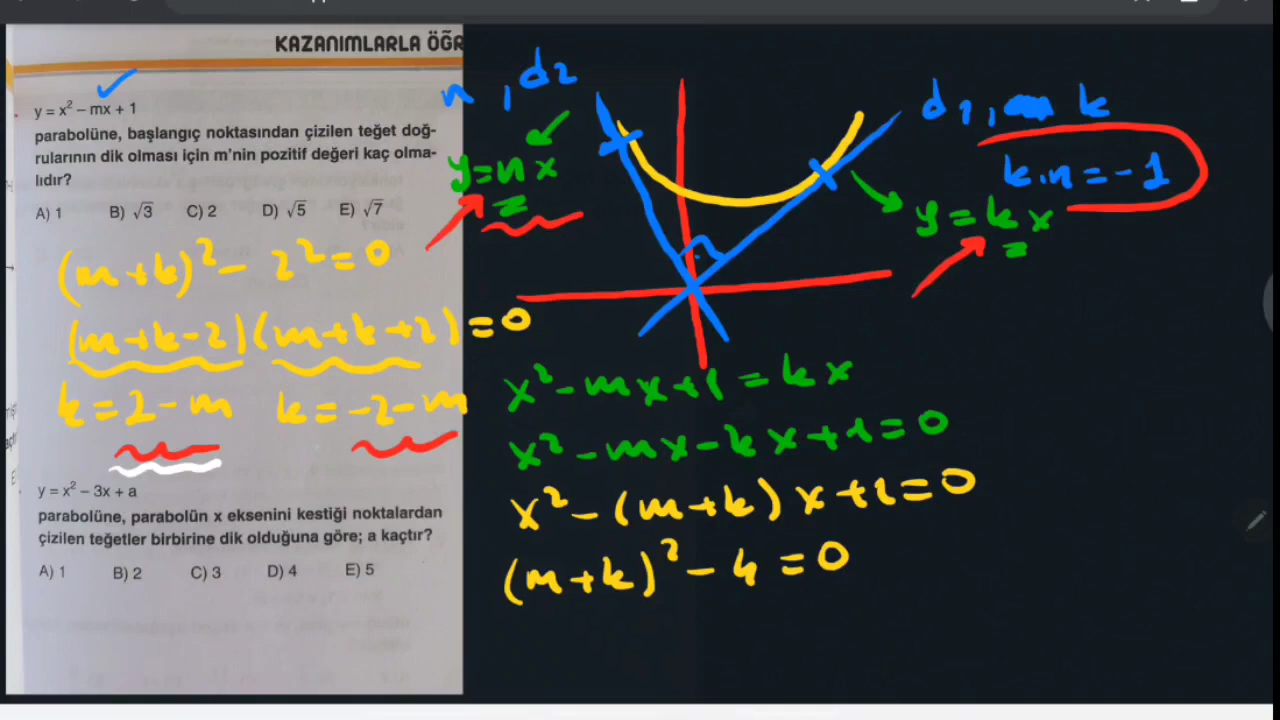 KAZANIMLARLA ÖĞR
y = x² – mx + 1
parabolüne, başlangıç noktasından çizilen teğet doğ-
rularının dik olması için m'nin pozitif değeri kaç olma-
lıdır?
A) 1 B) √3 C) 2 D) √5 E) √7
(m+k)² - 2² = 0
(m+k-2)(m+k+2) = 0
k = 2-m k = -2-m
y = x² – 3x + a
parabolüne, parabolün x eksenini kestiği noktalardan
çizilen teğetler birbirine dik olduğuna göre; a kaçtır?
A) 1 B) 2 C) 3 D) 4 E) 5
n, d2
y = nx
d1, k
k.n = -1
y = kx
x² - mx + 1 = kx
x² - mx - kx + 1 = 0
x² - (m+k)x + 1 = 0
(m+k)² - 4 = 0